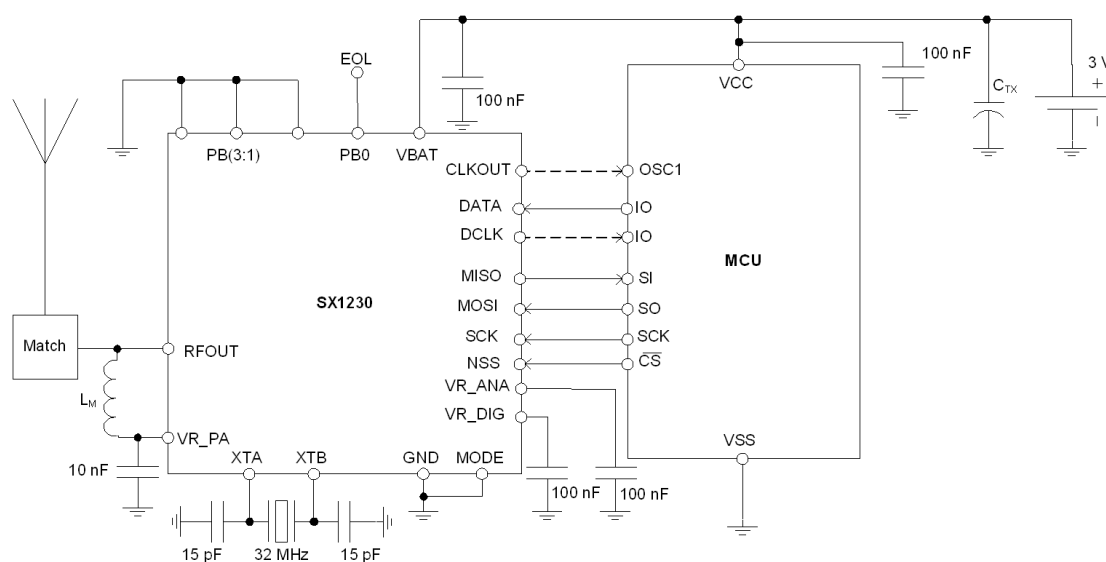 EOL
100 nF
100 nF
3 V
+
I
C_TX
VCC
PB(3:1)
PB0
VBAT
CLKOUT
OSC1
DATA
IO
DCLK
IO
MCU
MISO
SI
SX1230
MOSI
SO
SCK
SCK
Match
RFOUT
NSS
CS
VR_ANA
L_M
VR_DIG
VR_PA
VSS
10 nF
XTA
XTB
GND
MODE
100 nF
100 nF
15 pF
32 MHz
15 pF